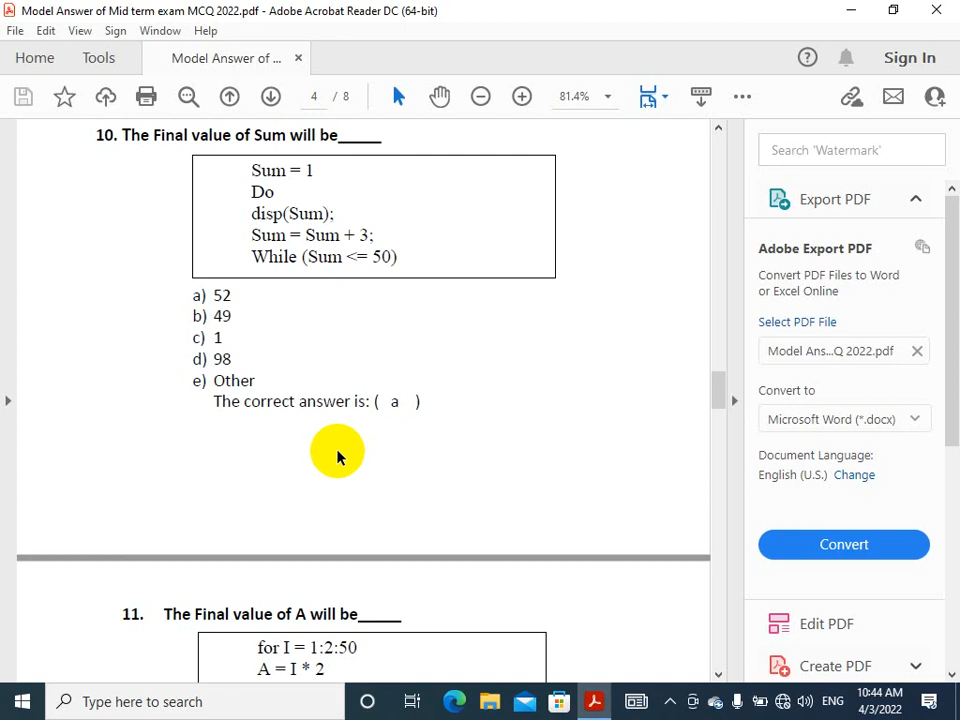 Model Answer of Mid term exam MCQ 2022.pdf - Adobe Acrobat Reader DC (64-bit)
File Edit View Sign Window Help
Home Tools Model Answer of ... × Sign In
4 / 8 81.4%
10. The Final value of Sum will be_____
Sum = 1
Do
disp(Sum);
Sum = Sum + 3;
While (Sum <= 50)
a) 52
b) 49
c) 1
d) 98
e) Other
The correct answer is: ( a )
11. The Final value of A will be_____
for I = 1:2:50
A = I * 2
Search 'Watermark'
Export PDF
Adobe Export PDF
Convert PDF Files to Word
or Excel Online
Select PDF File
Model Ans...Q 2022.pdf
Convert to
Microsoft Word (*.docx)
Document Language:
English (U.S.) Change
Convert
Edit PDF
Create PDF
Type here to search
ENG
10:44 AM
4/3/2022